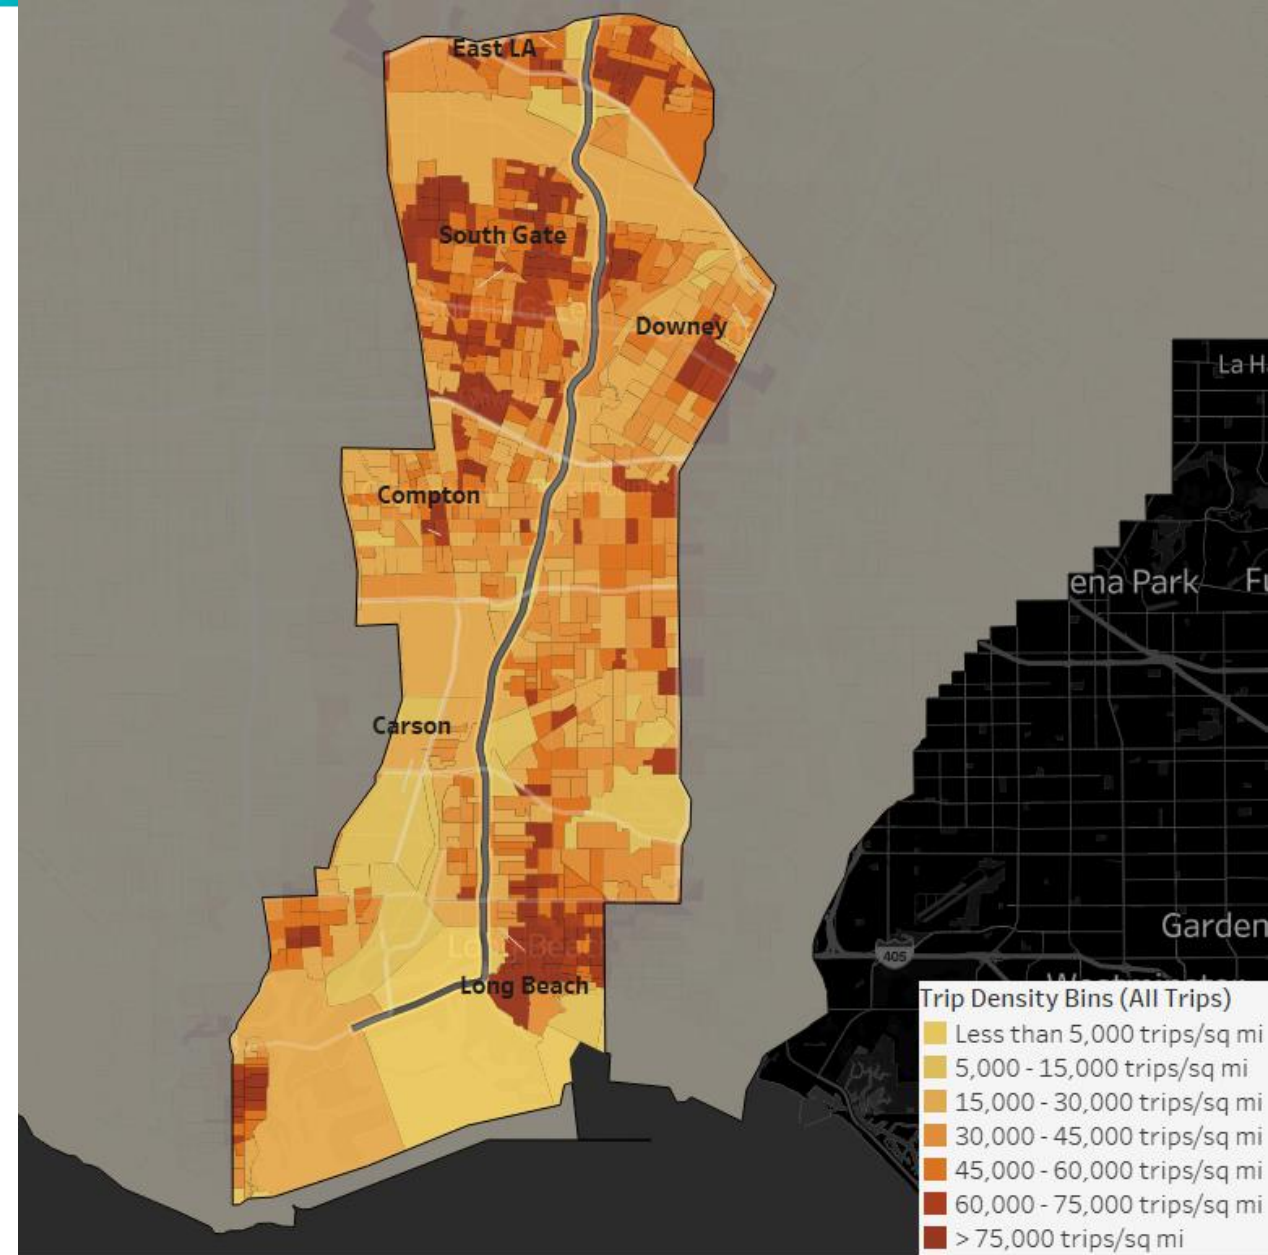 East LA
South Gate
Downey
La H
Compton
ena Park
Fu
Carson
Garden
405
Long Beach
Long Beach
Trip Density Bins (All Trips)
Less than 5,000 trips/sq mi
5,000 - 15,000 trips/sq mi
15,000 - 30,000 trips/sq mi
30,000 - 45,000 trips/sq mi
45,000 - 60,000 trips/sq mi
60,000 - 75,000 trips/sq mi
> 75,000 trips/sq mi